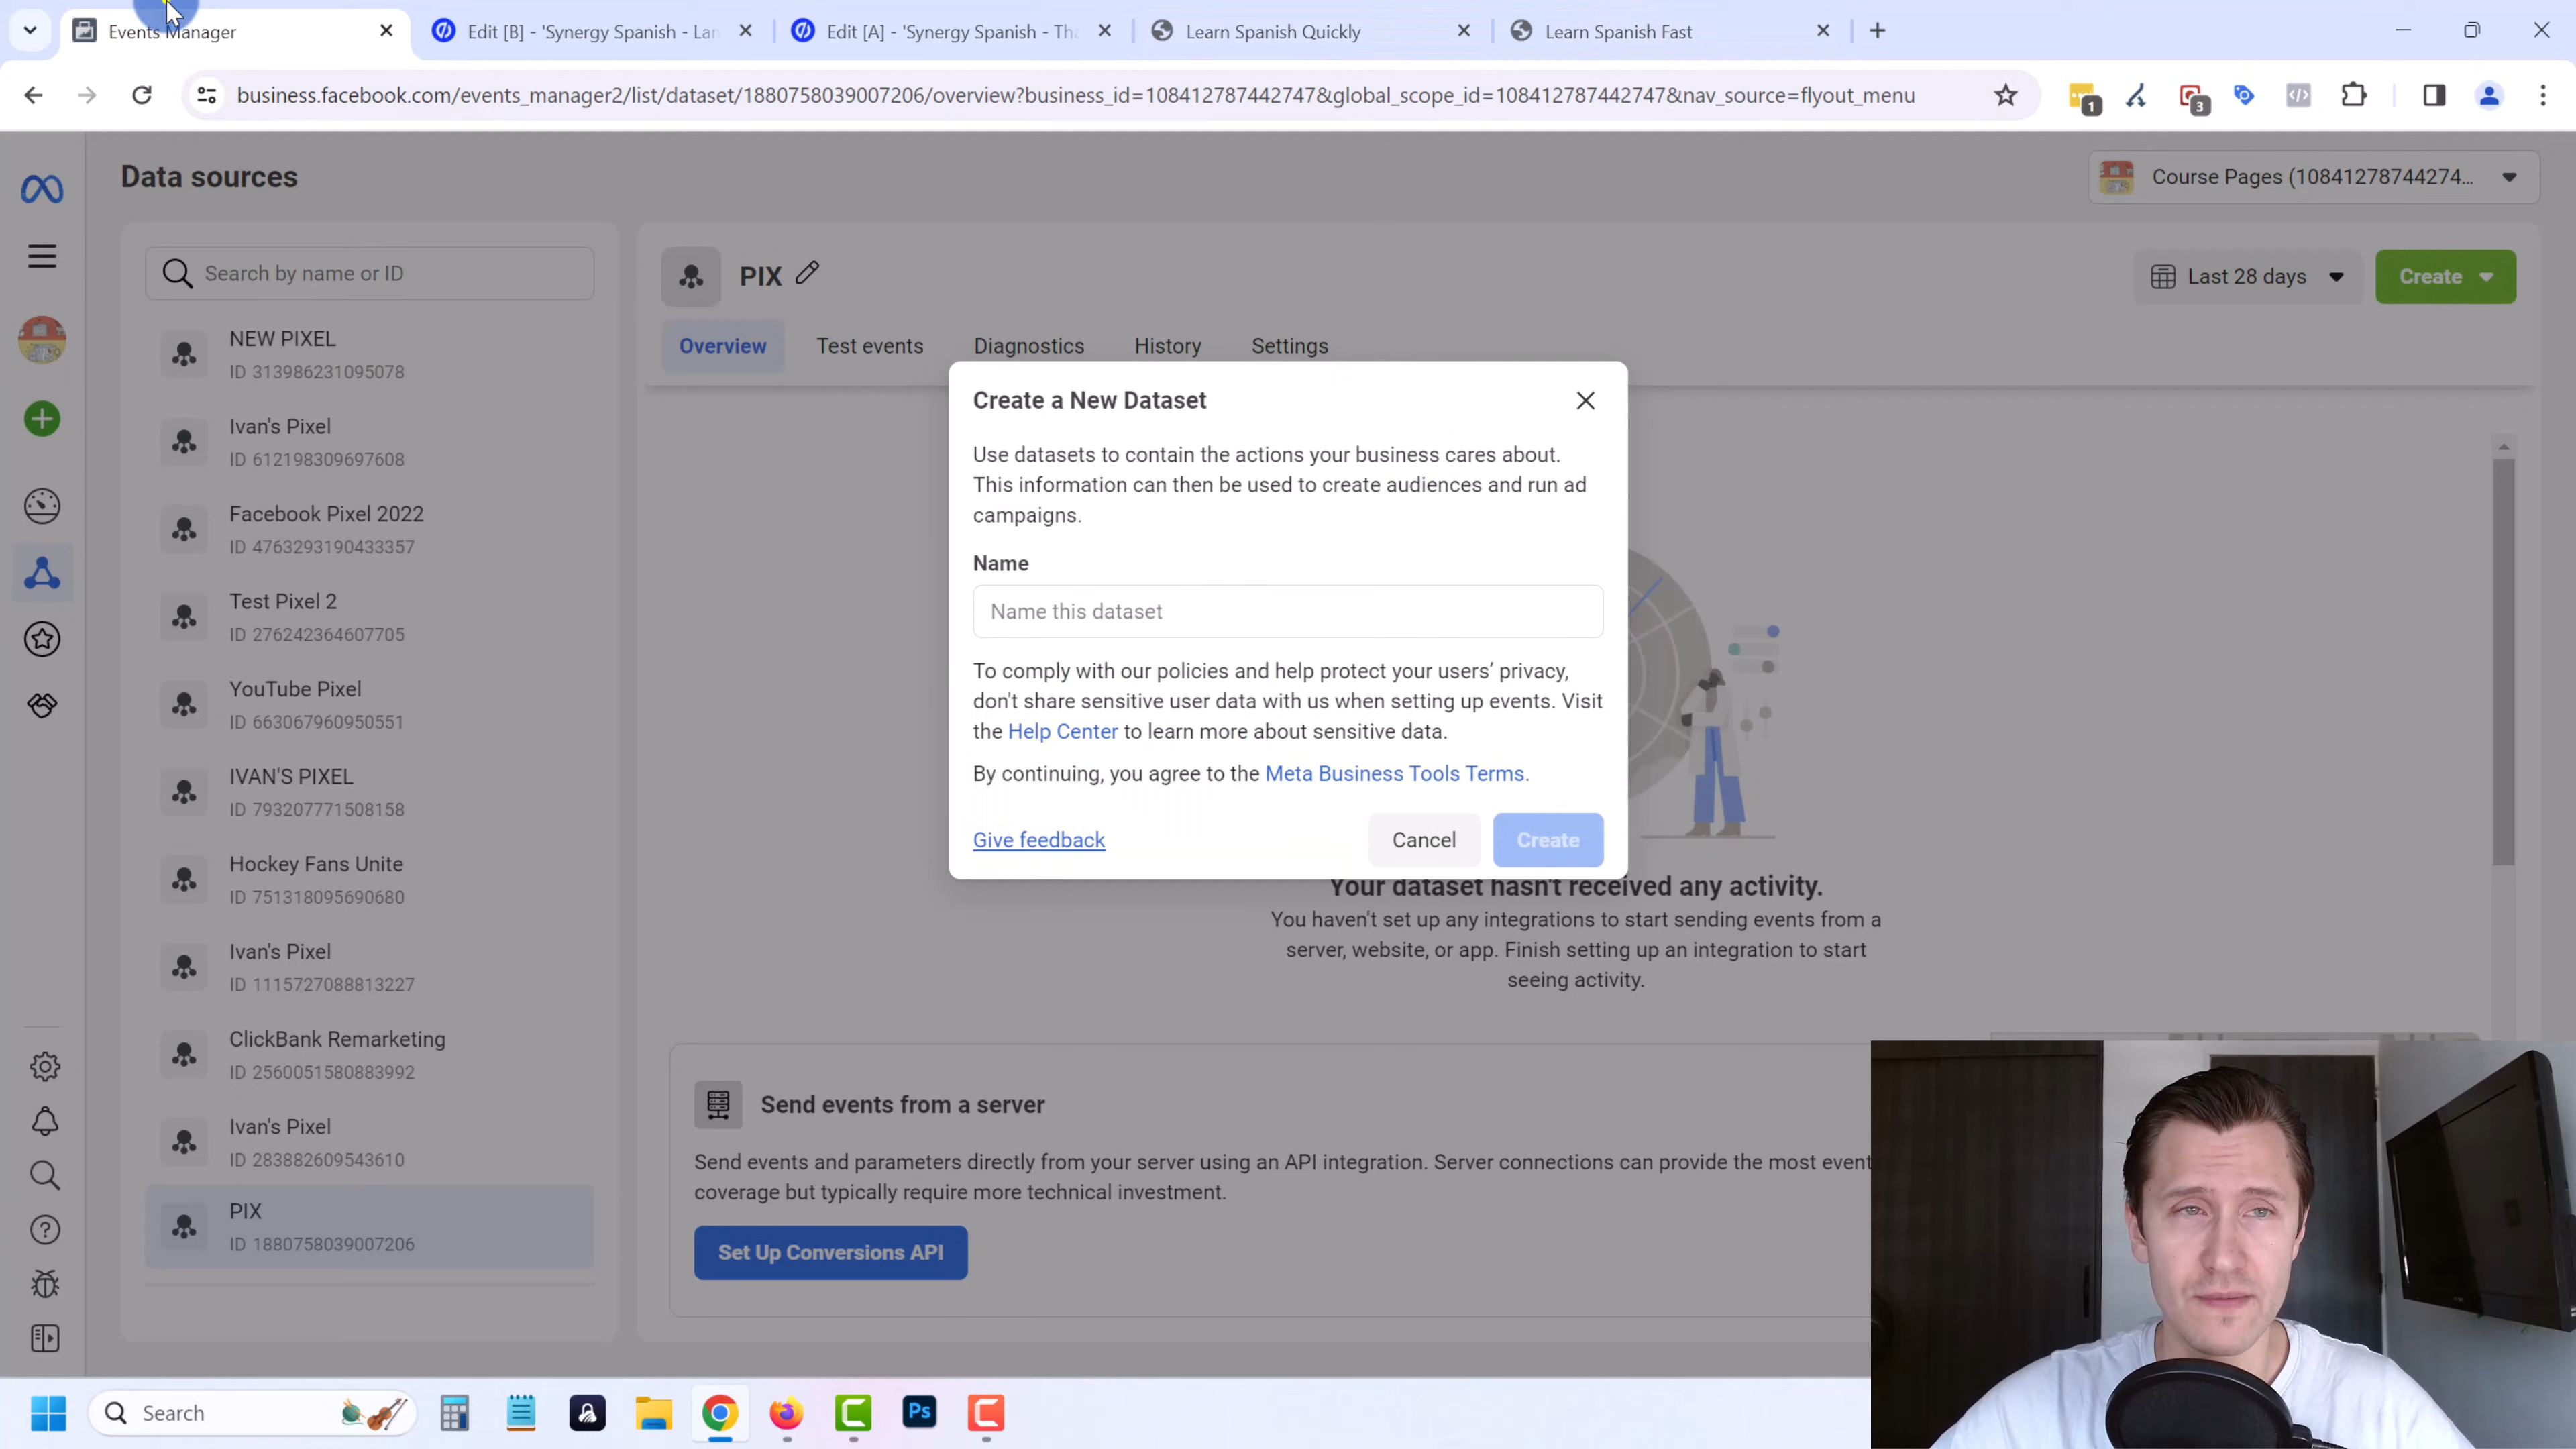 Events Manager
Edit [B] - 'Synergy Spanish - Lan
Edit [A] - 'Synergy Spanish - Tha
Learn Spanish Quickly
Learn Spanish Fast
business.facebook.com/events_manager2/list/dataset/1880758039007206/overview?business_id=108412787442747&global_scope_id=108412787442747&nav_source=flyout_menu
1
3
Data sources
Course Pages (10841278744274...
Search by name or ID
PIX
Last 28 days
Create
NEW PIXEL
ID 313986231095078
Overview
Test events
Diagnostics
History
Settings
Ivan's Pixel
ID 612198309697608
Facebook Pixel 2022
ID 4763293190433357
Test Pixel 2
ID 276242364607705
YouTube Pixel
ID 663067960950551
IVAN'S PIXEL
ID 793207771508158
Hockey Fans Unite
ID 751318095690680
Ivan's Pixel
ID 1115727088813227
ClickBank Remarketing
ID 2560051580883992
Ivan's Pixel
ID 283882609543610
PIX
ID 1880758039007206
Create a New Dataset
Use datasets to contain the actions your business cares about.
This information can then be used to create audiences and run ad
campaigns.
Name
Name this dataset
To comply with our policies and help protect your users’ privacy,
don't share sensitive user data with us when setting up events. Visit
the Help Center to learn more about sensitive data.
By continuing, you agree to the Meta Business Tools Terms.
Give feedback
Cancel
Create
Your dataset hasn't received any activity.
You haven't set up any integrations to start sending events from a
server, website, or app. Finish setting up an integration to start
seeing activity.
Send events from a server
Send events and parameters directly from your server using an API integration. Server connections can provide the most event
coverage but typically require more technical investment.
Set Up Conversions API
Search
Ps